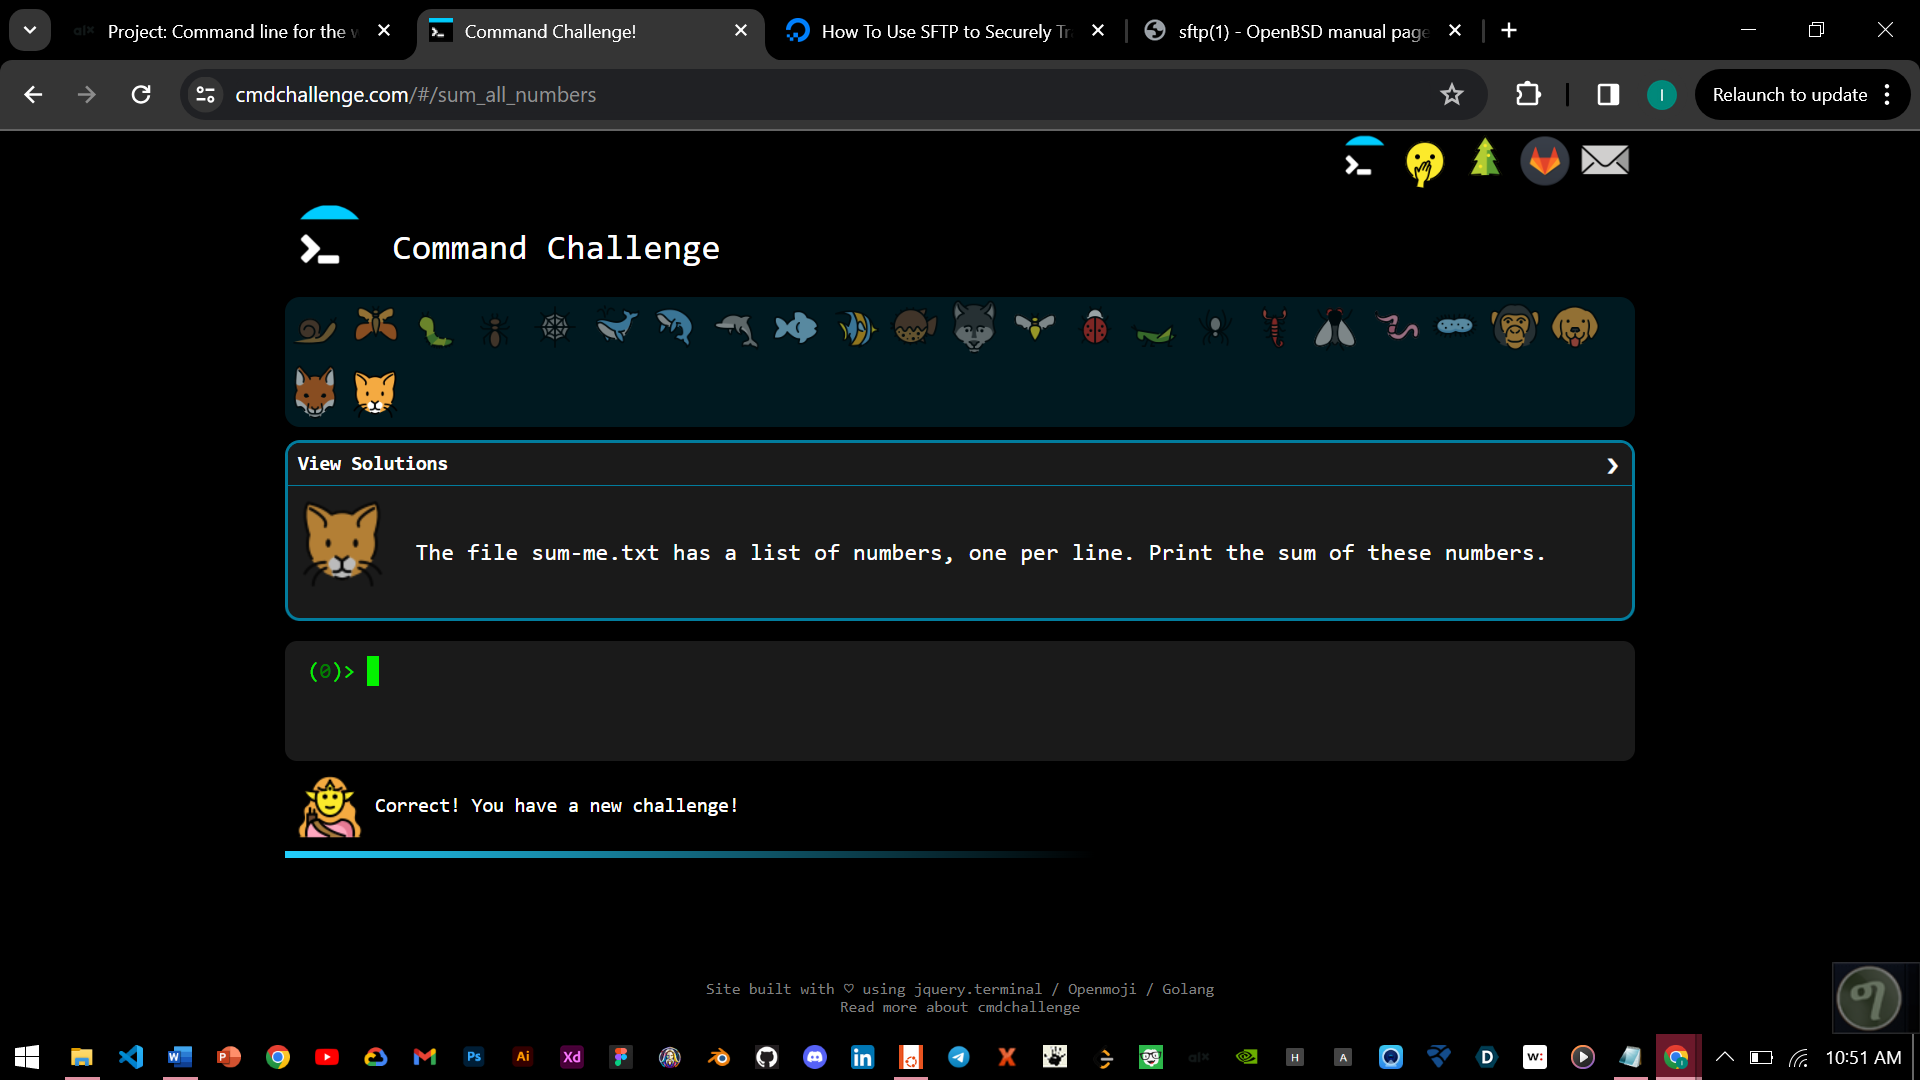 Project: Command line for the w
Command Challenge!
How To Use SFTP to Securely Tr
sftp(1) - OpenBSD manual page
cmdchallenge.com/#/sum_all_numbers
I
Relaunch to update
Command Challenge
View Solutions
The file sum-me.txt has a list of numbers, one per line. Print the sum of these numbers.
(0)>
Correct! You have a new challenge!
Site built with ♡ using jquery.terminal / Openmoji / Golang
Read more about cmdchallenge
Ps Ai Xd H A D w: 10:51 AM